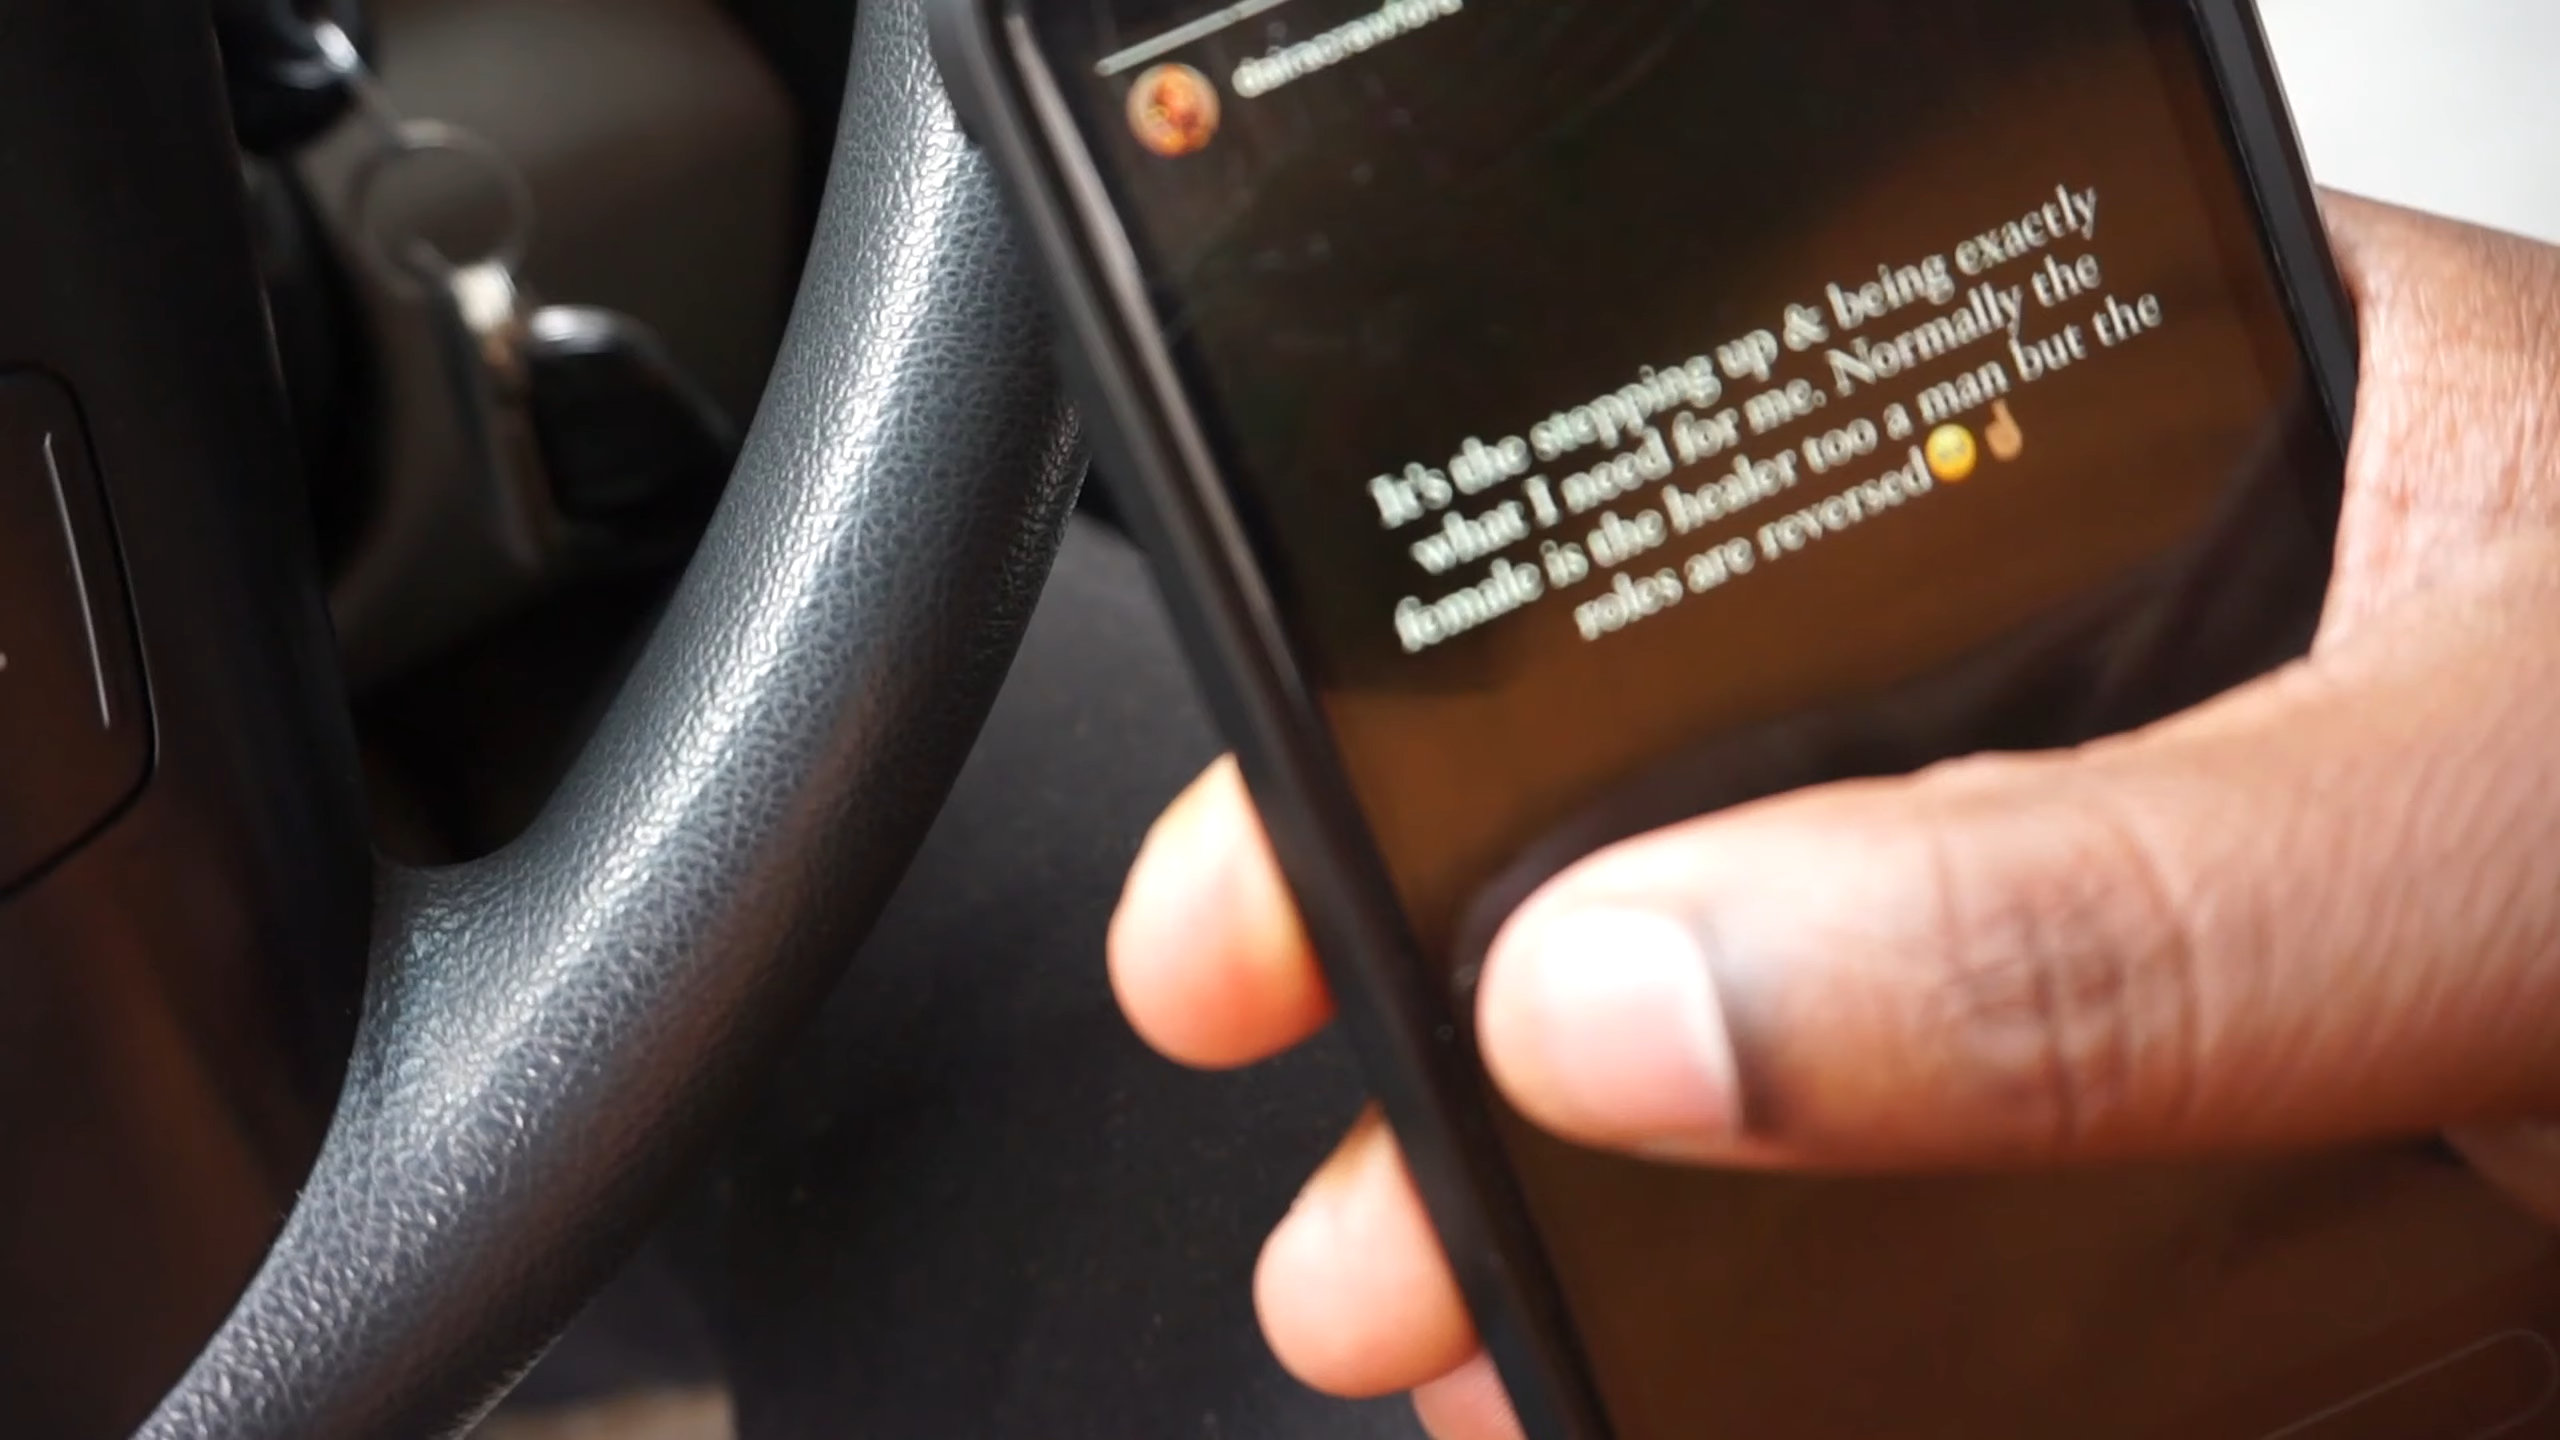 It's the stepping up & being exactly
what I need for me. Normally the
female is the healer too a man but the
roles are reversed🥹☝🏽